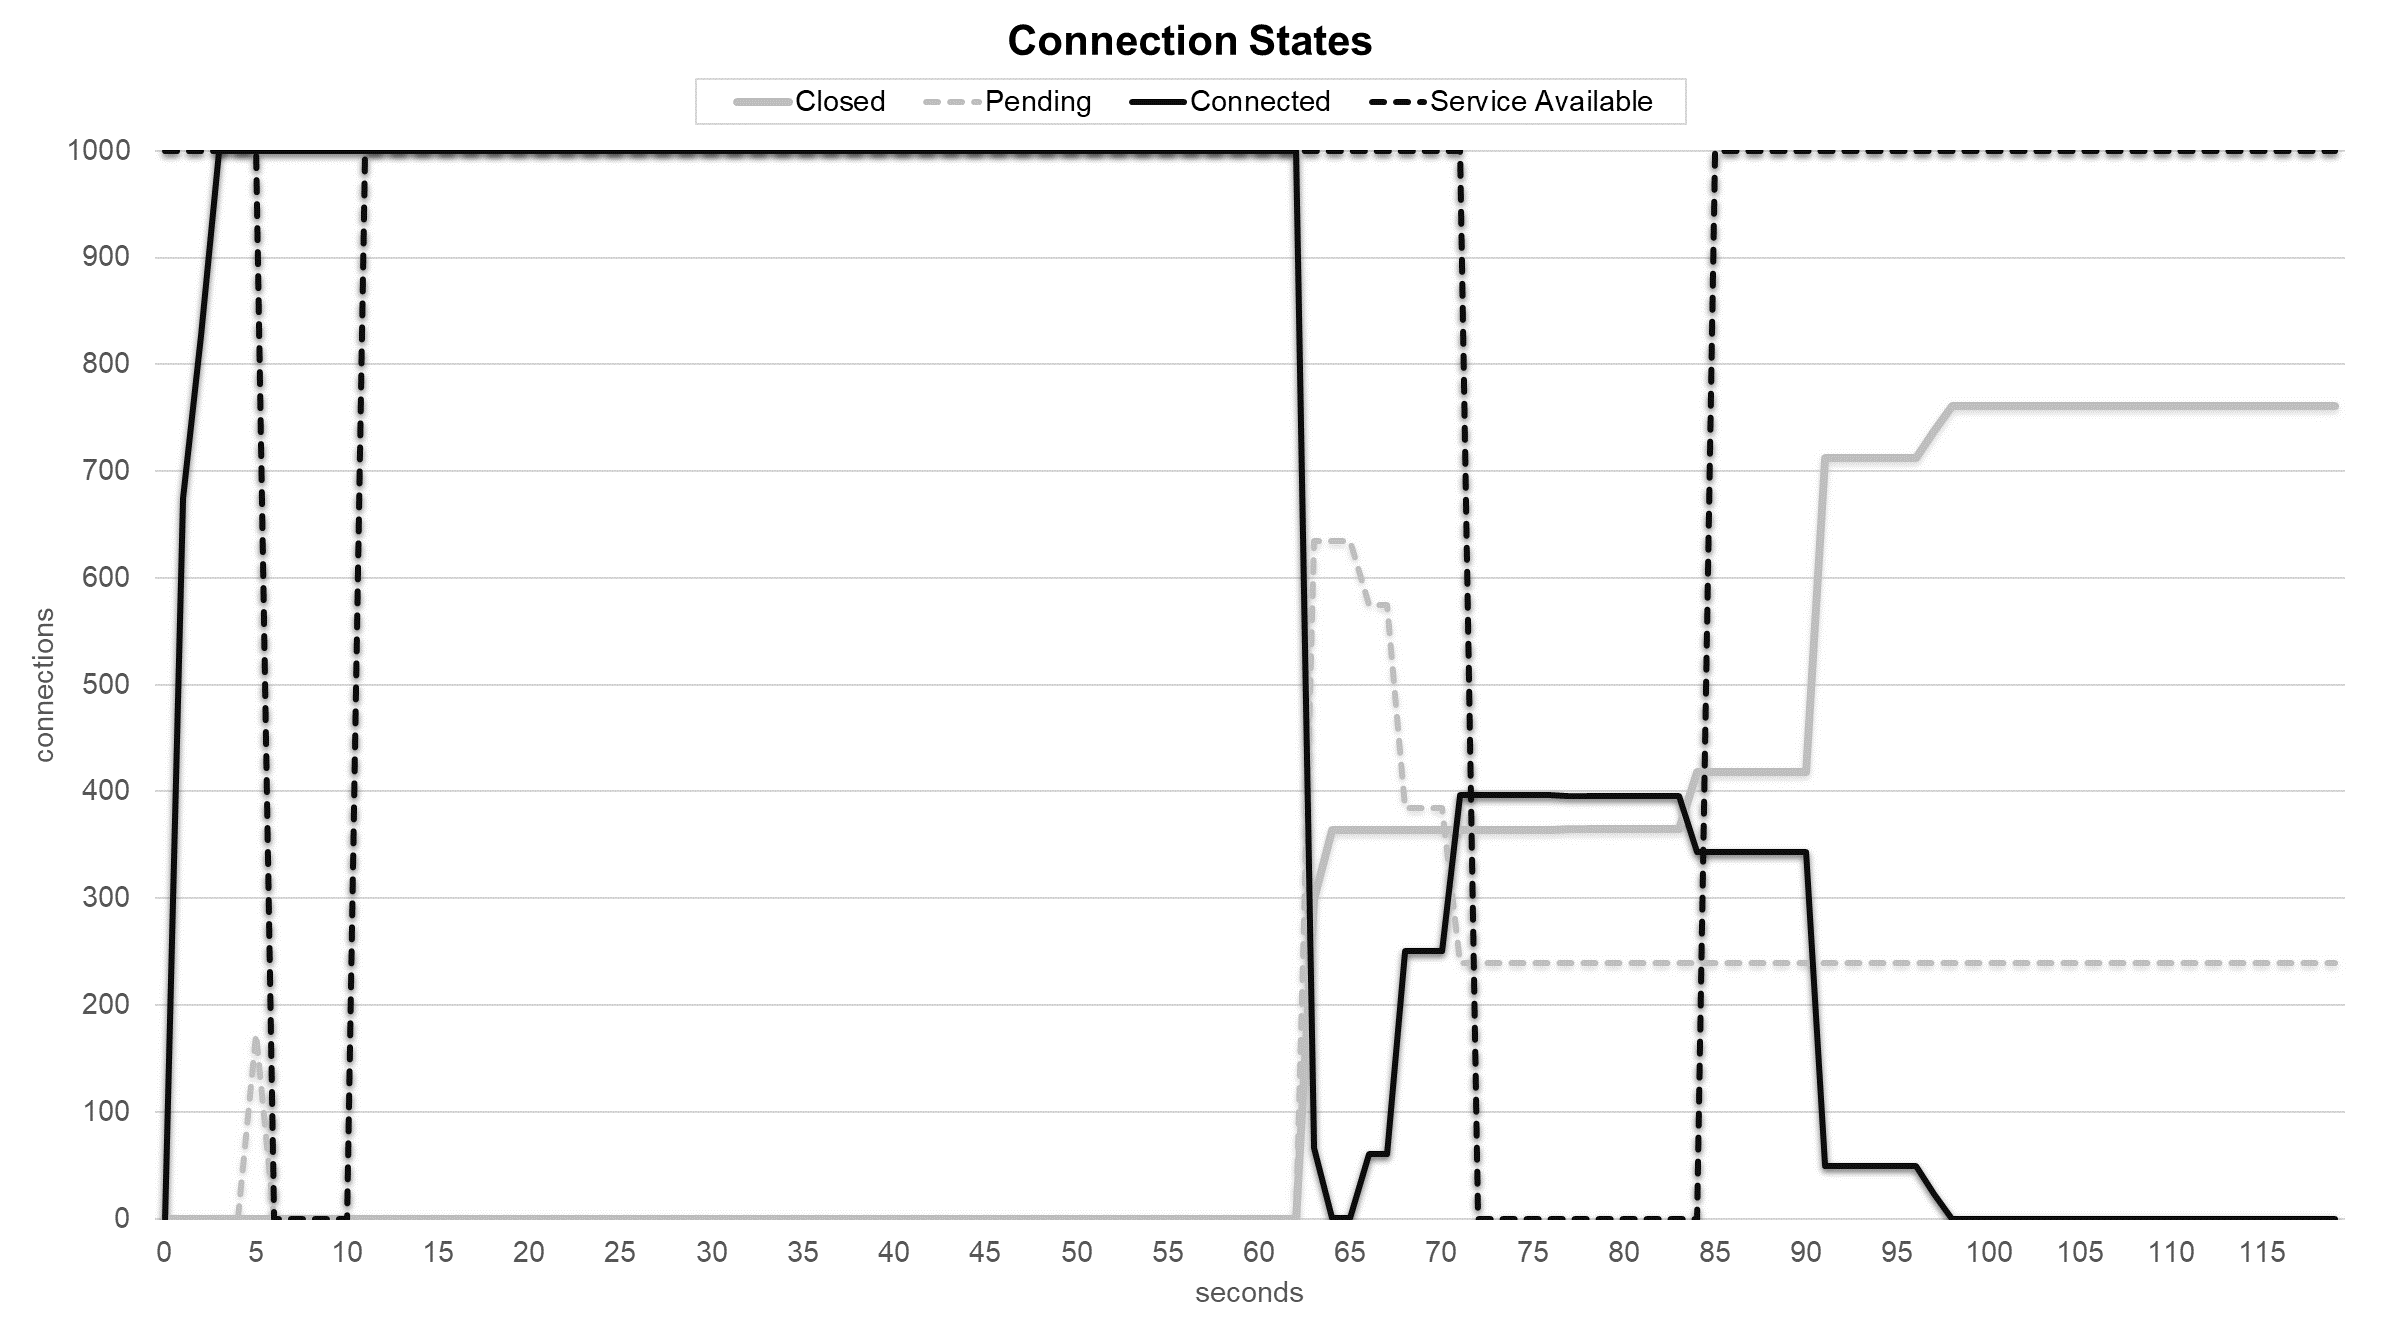 Connection States
Closed Pending Connected Service Available
1000
900
800
700
600
500
400
300
200
100
0
connections
0 5 10 15 20 25 30 35 40 45 50 55 60 65 70 75 80 85 90 95 100 105 110 115
seconds